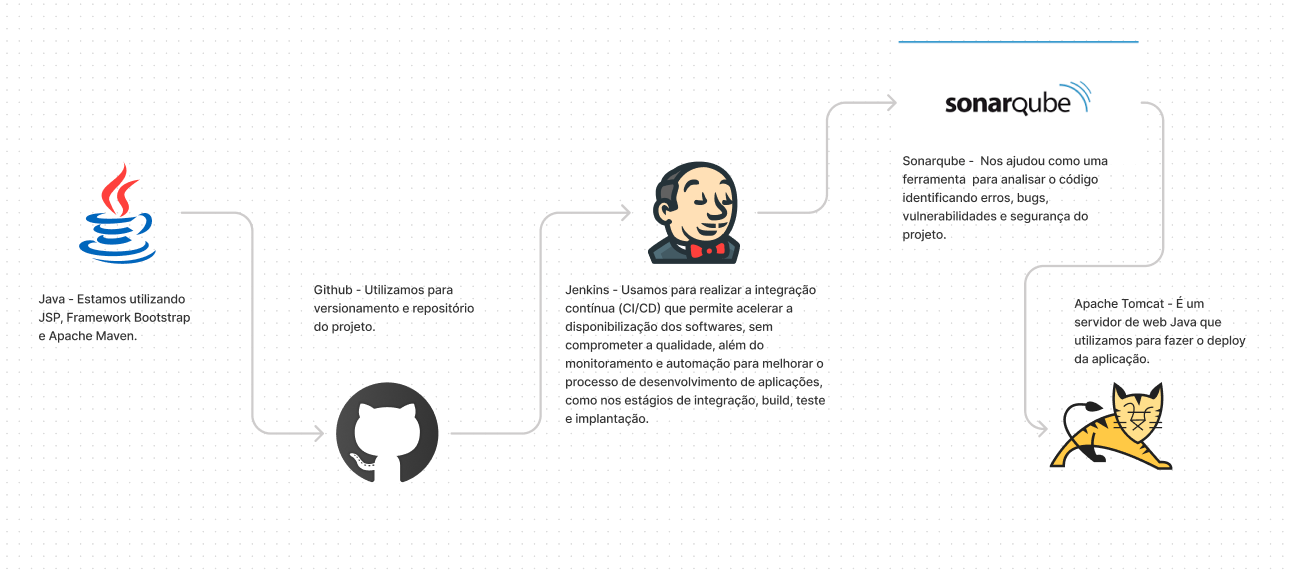 Java - Estamos utilizando
JSP, Framework Bootstrap
e Apache Maven.
Github - Utilizamos para
versionamento e repositório
do projeto.
Jenkins - Usamos para realizar a integração
contínua (CI/CD) que permite acelerar a
disponibilização dos softwares, sem
comprometer a qualidade, além do
monitoramento e automação para melhorar o
processo de desenvolvimento de aplicações,
como nos estágios de integração, build, teste
e implantação.
sonarqube
Sonarqube -  Nos ajudou como uma
ferramenta  para analisar o código
identificando erros, bugs,
vulnerabilidades e segurança do
projeto.
Apache Tomcat - É um
servidor de web Java que
utilizamos para fazer o deploy
da aplicação.